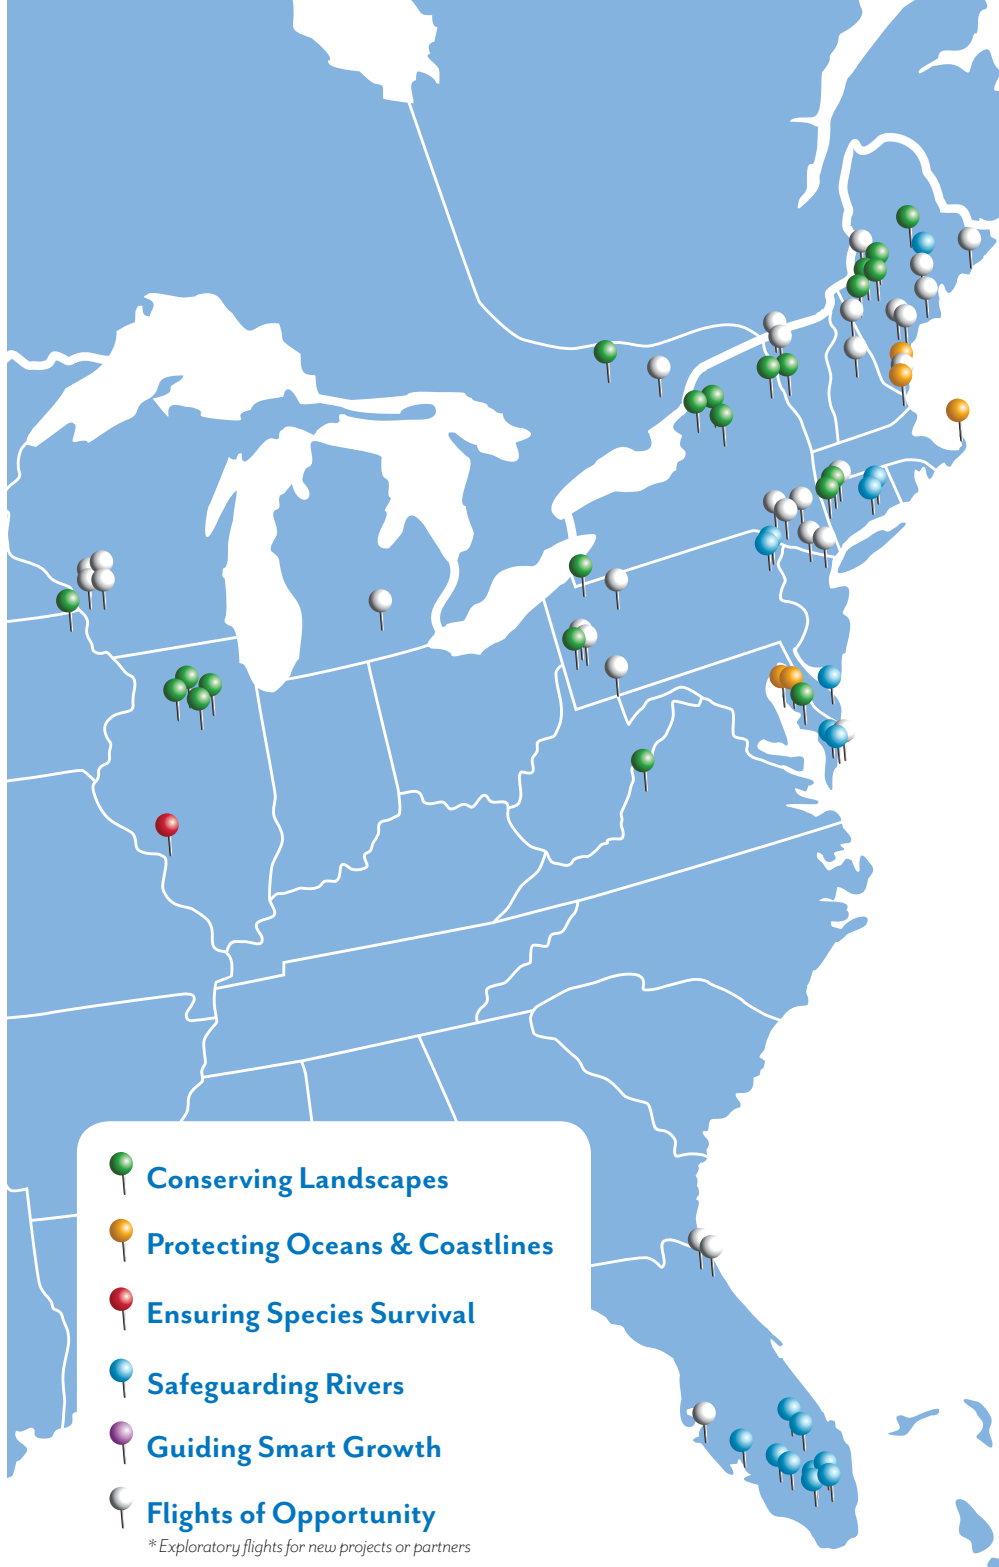 Conserving Landscapes
Protecting Oceans & Coastlines
Ensuring Species Survival
Safeguarding Rivers
Guiding Smart Growth
Flights of Opportunity
* Exploratory flights for new projects or partners